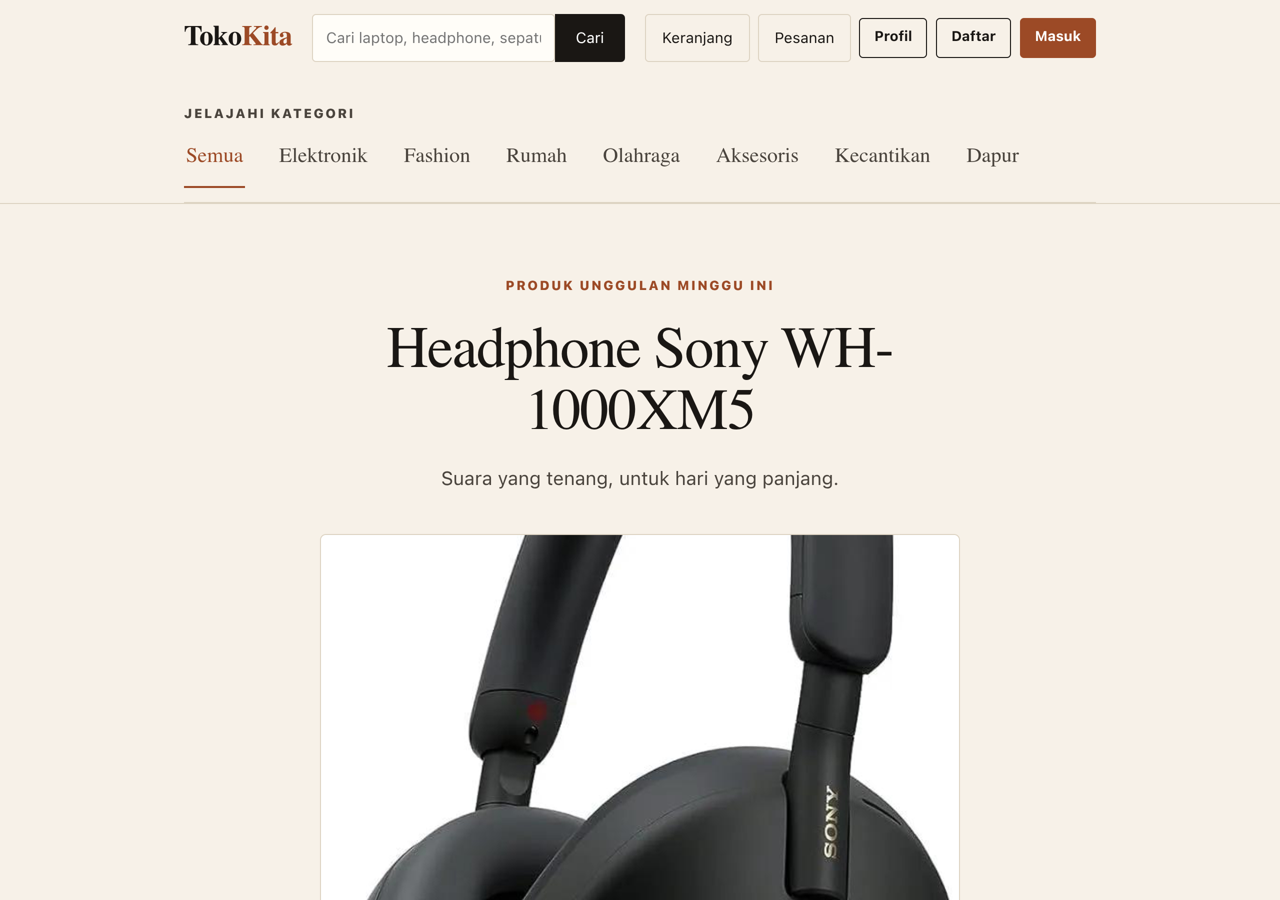 TokoKita
Cari laptop, headphone, sepatu
Cari
Keranjang
Pesanan
Profil
Daftar
Masuk
JELAJAHI KATEGORI
Semua
Elektronik
Fashion
Rumah
Olahraga
Aksesoris
Kecantikan
Dapur
PRODUK UNGGULAN MINGGU INI
Headphone Sony WH-
1000XM5
Suara yang tenang, untuk hari yang panjang.
SONY